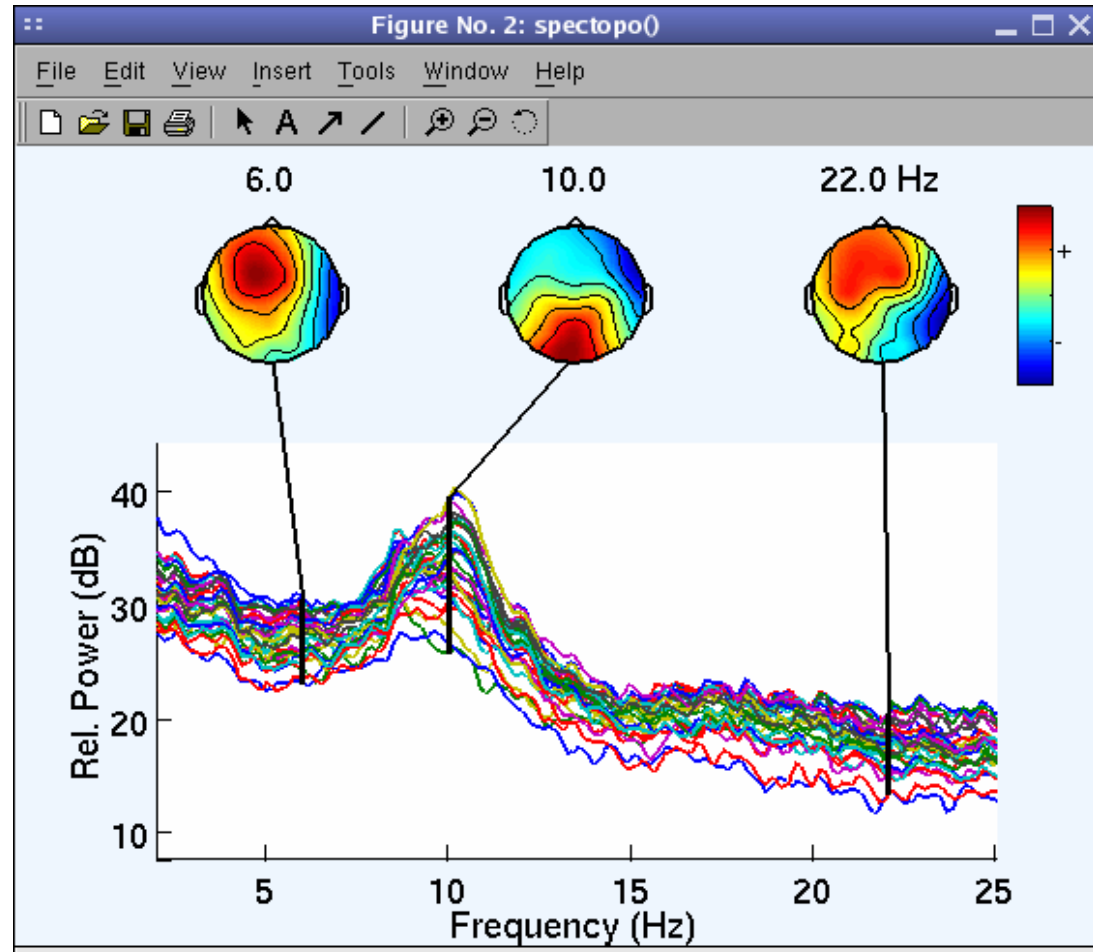 Figure No. 2: spectopo()
File Edit View Insert Tools Window Help
A
6.0 10.0 22.0 Hz
+
-
40
30
20
10
Rel. Power (dB)
5 10 15 20 25
Frequency (Hz)